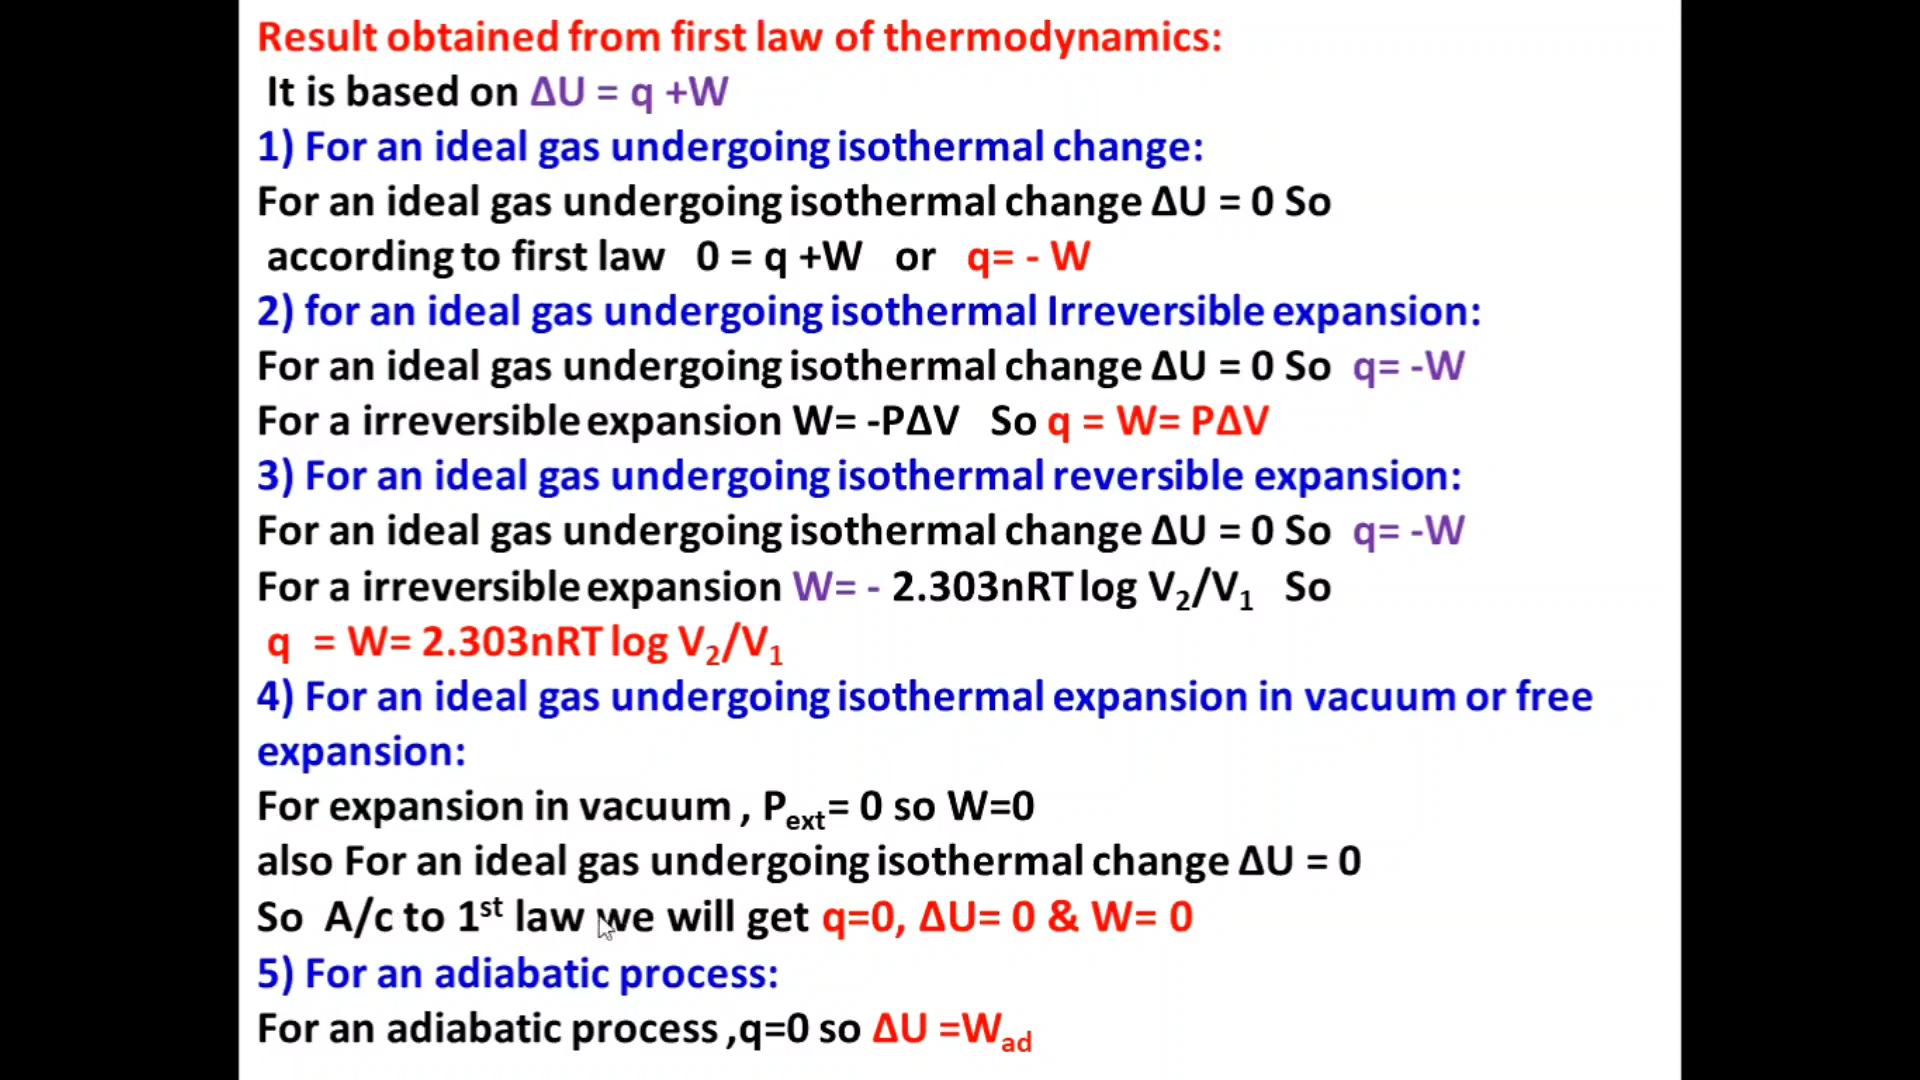 Result obtained from first law of thermodynamics:
It is based on ΔU = q +W
1) For an ideal gas undergoing isothermal change:
For an ideal gas undergoing isothermal change ΔU = 0 So
according to first law 0 = q +W or q= - W
2) for an ideal gas undergoing isothermal Irreversible expansion:
For an ideal gas undergoing isothermal change ΔU = 0 So q= -W
For a irreversible expansion W= -PΔV So q = W= PΔV
3) For an ideal gas undergoing isothermal reversible expansion:
For an ideal gas undergoing isothermal change ΔU = 0 So q= -W
For a irreversible expansion W= - 2.303nRT log V₂/V₁ So
q = W= 2.303nRT log V₂/V₁
4) For an ideal gas undergoing isothermal expansion in vacuum or free
expansion:
For expansion in vacuum , Pext= 0 so W=0
also For an ideal gas undergoing isothermal change ΔU = 0
So A/c to 1st law we will get q=0, ΔU= 0 & W= 0
5) For an adiabatic process:
For an adiabatic process ,q=0 so ΔU =Wad